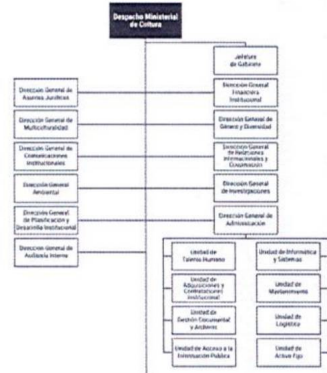 Despacho Ministerial
de Cultura
Jefatura
de Gabinete
Dirección General de
Asuntos Jurídicos
Dirección General
Financiera
Institucional
Dirección General de
Multiculturalidad
Dirección General de
Género y Diversidad
Dirección General de
Comunicaciones
Institucionales
Dirección General
de Relaciones
Internacionales y
Cooperación
Dirección General
Ambiental
Dirección General
de Investigaciones
Dirección General
de Planificación y
Desarrollo Institucional
Dirección General de
Administración
Dirección General de
Auditoría Interna
Unidad de
Talento Humano
Unidad de Informática
y Sistemas
Unidad de
Adquisiciones y
Contrataciones
Institucional
Unidad de
Mantenimiento
Unidad de
Gestión Documental
y Archivos
Unidad de
Logística
Unidad de Acceso a la
Información Pública
Unidad de
Activo Fijo